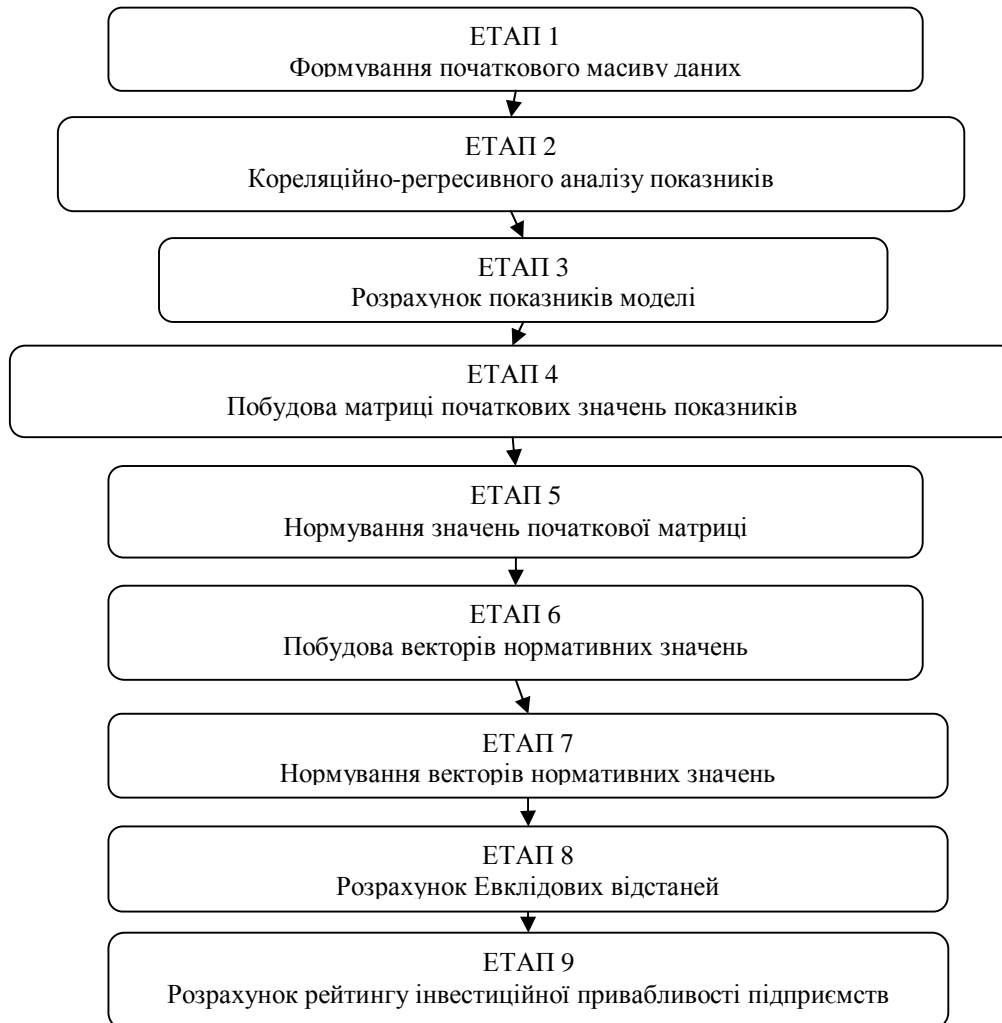 ЕТАП 1
Формування початкового масиву даних
ЕТАП 2
Кореляційно-регресивного аналізу показників
ЕТАП 3
Розрахунок показників моделі
ЕТАП 4
Побудова матриці початкових значень показників
ЕТАП 5
Нормування значень початкової матриці
ЕТАП 6
Побудова векторів нормативних значень
ЕТАП 7
Нормування векторів нормативних значень
ЕТАП 8
Розрахунок Евклідових відстаней
ЕТАП 9
Розрахунок рейтингу інвестиційної привабливості підприємств